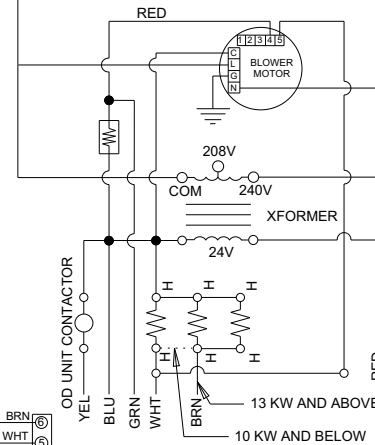 RED
1 2 3 4 5
C
L
G
N
BLOWER
MOTOR
208V
COM
240V
XFORMER
24V
H H H
H H H
OD UNIT CONTACTOR
YEL
BLU
GRN
WHT
BRN
RED
13 KW AND ABOVE
10 KW AND BELOW
BRN 6
WHT 5